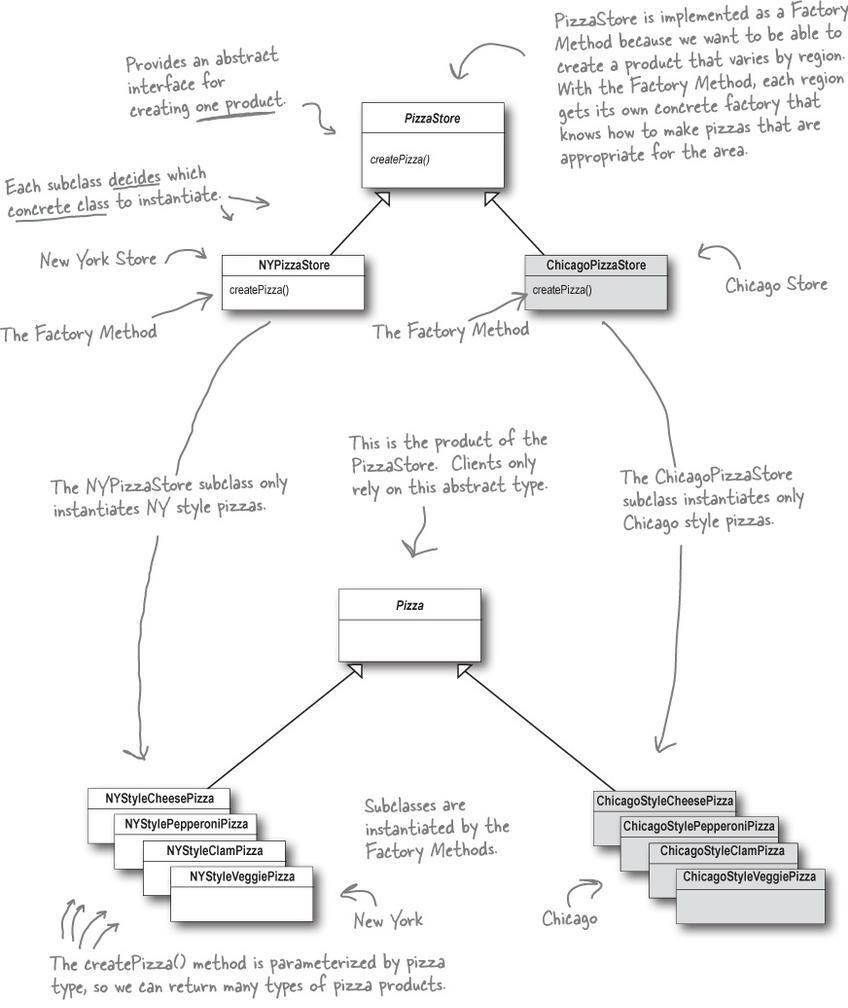 PizzaStore is implemented as a Factory
Method because we want to be able to
create a product that varies by region.
With the Factory Method, each region
gets its own concrete factory that
knows how to make pizzas that are
appropriate for the area.
Provides an abstract
interface for
creating one product.
PizzaStore
createPizza()
Each subclass decides which
concrete class to instantiate.
New York Store
NYPizzaStore
createPizza()
ChicagoPizzaStore
createPizza()
Chicago Store
The Factory Method
The Factory Method
This is the product of the
PizzaStore. Clients only
rely on this abstract type.
The NYPizzaStore subclass only
instantiates NY style pizzas.
The ChicagoPizzaStore
subclass instantiates only
Chicago style pizzas.
Pizza
NYStyleCheesePizza
NYStylePepperoniPizza
NYStyleClamPizza
NYStyleVeggiePizza
Subclasses are
instantiated by the
Factory Methods.
ChicagoStyleCheesePizza
ChicagoStylePepperoniPizza
ChicagoStyleClamPizza
ChicagoStyleVeggiePizza
New York
Chicago
The createPizza() method is parameterized by pizza
type, so we can return many types of pizza products.